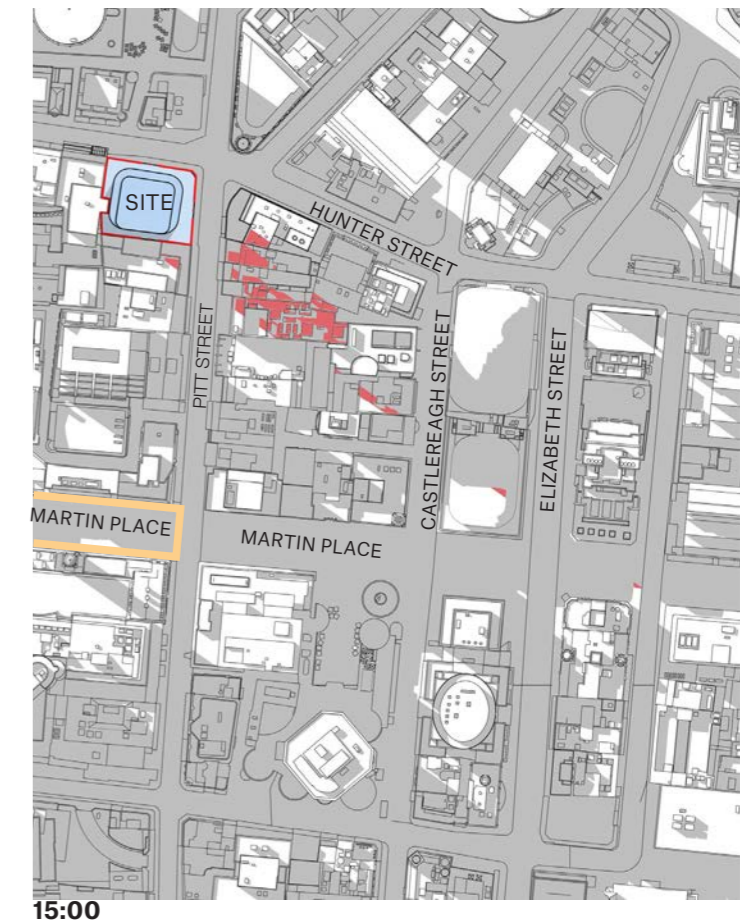 SITE
HUNTER STREET
PITT STREET
CASTLEREAGH STREET
ELIZABETH STREET
MARTIN PLACE
MARTIN PLACE
15:00